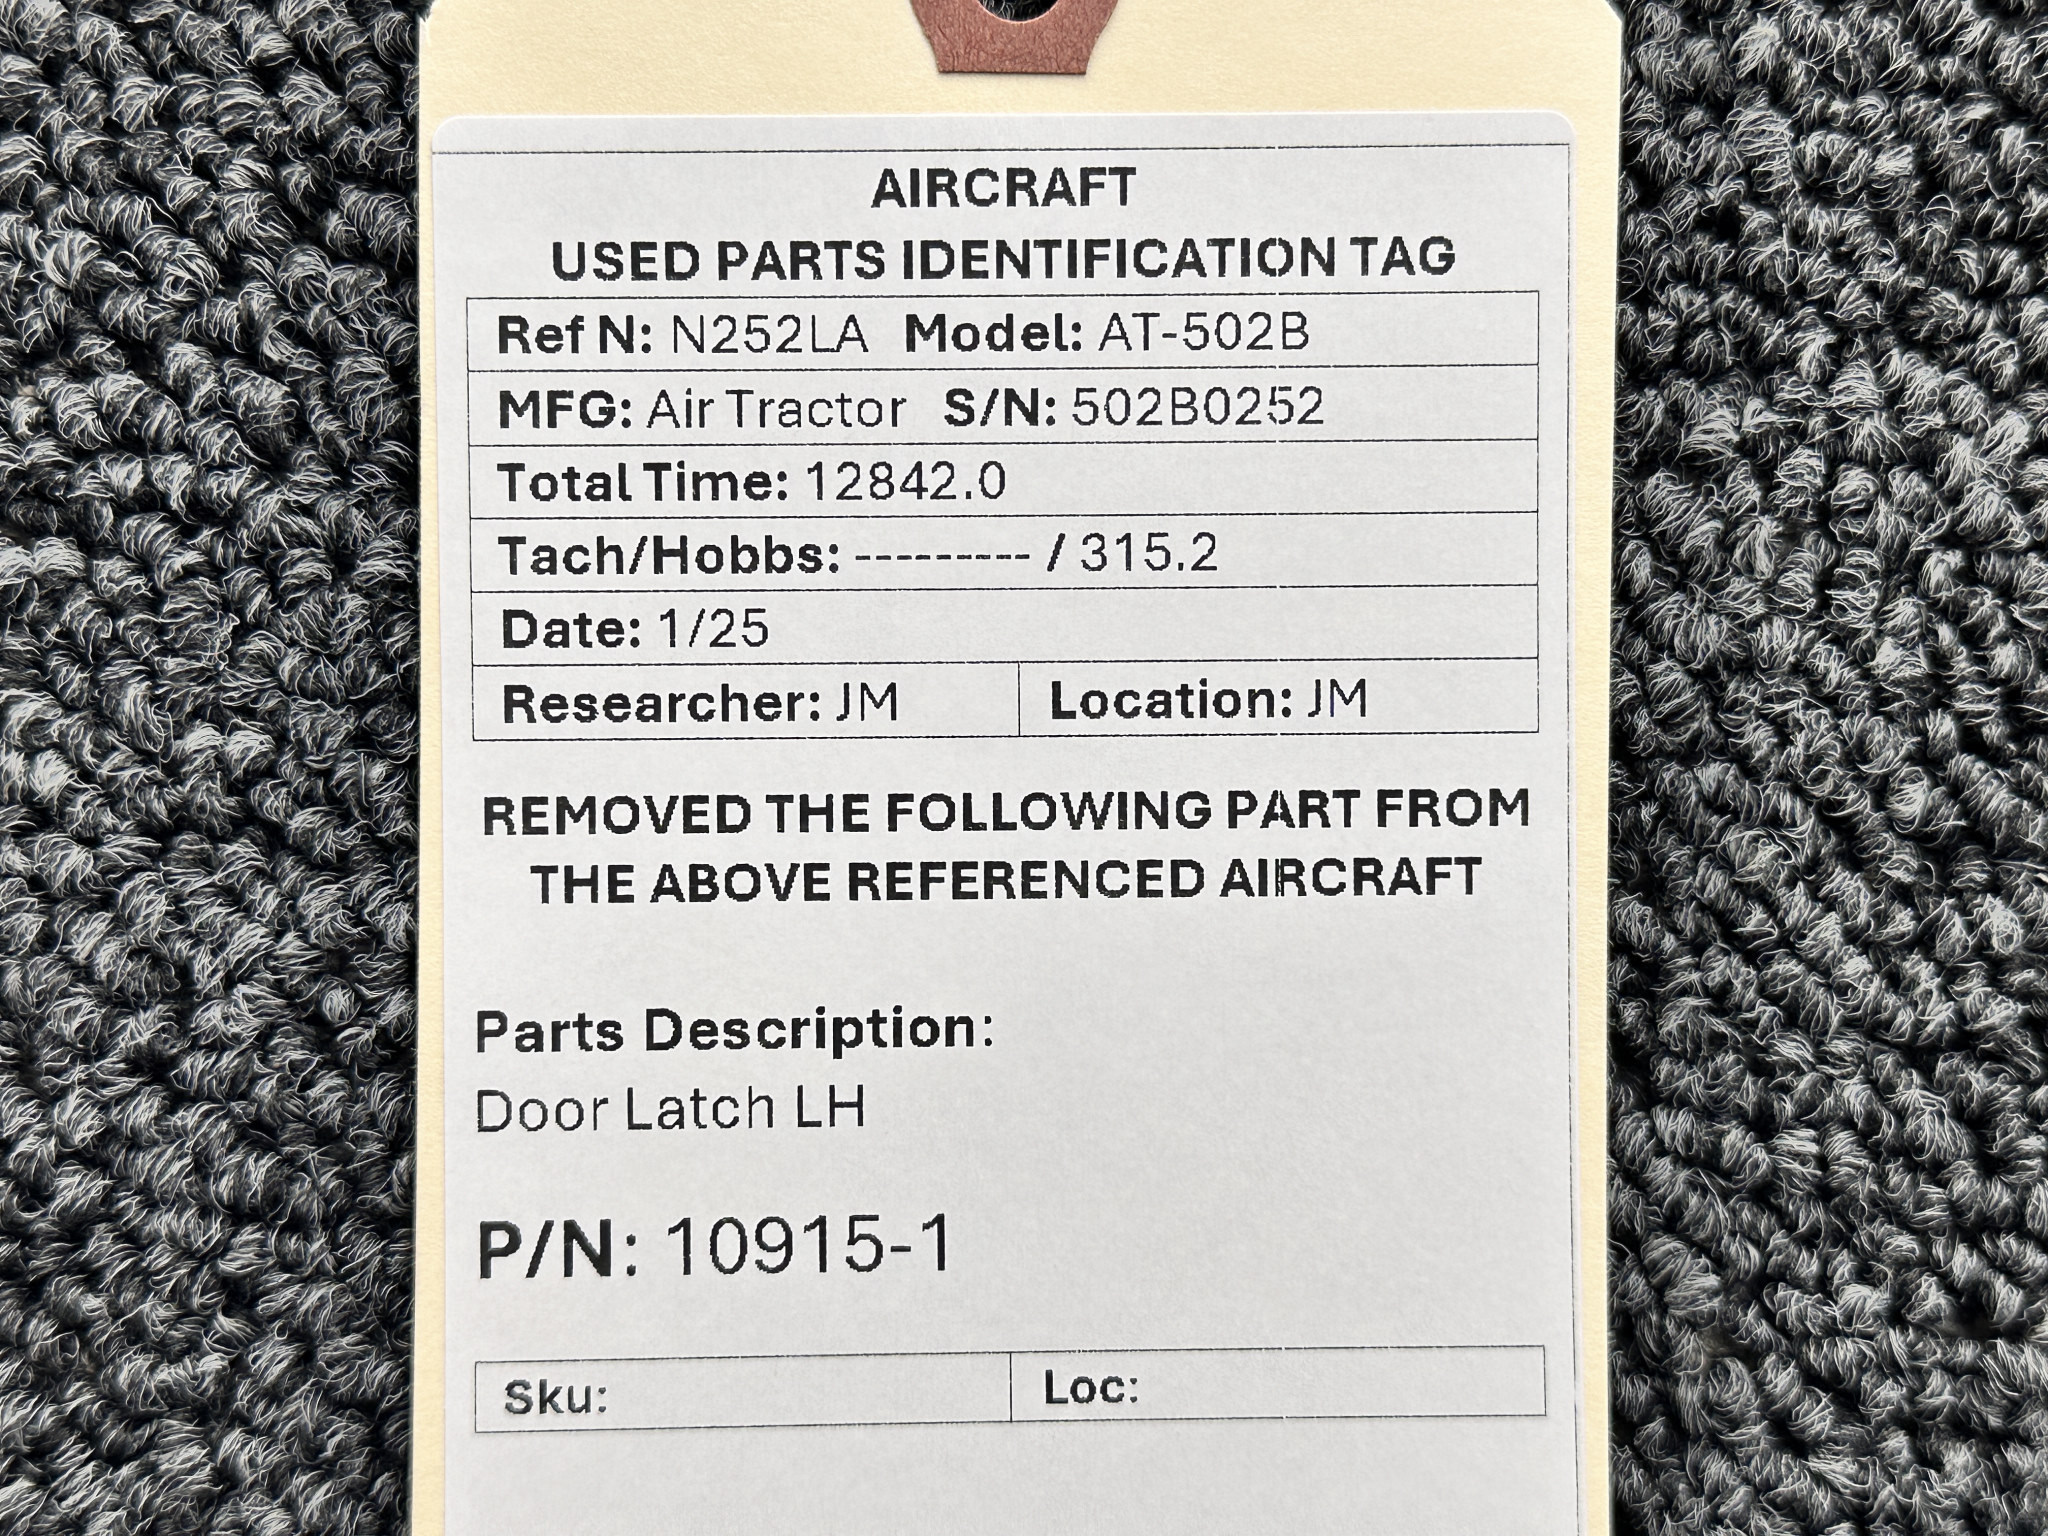 AIRCRAFT
USED PARTS IDENTIFICATION TAG
Ref N: N252LA Model: AT-502B
MFG: Air Tractor S/N: 502B0252
Total Time: 12842.0
Tach/Hobbs: --------- / 315.2
Date: 1/25
Researcher: JM Location: JM
REMOVED THE FOLLOWING PART FROM
THE ABOVE REFERENCED AIRCRAFT
Parts Description:
Door Latch LH
P/N: 10915-1
Sku: Loc: